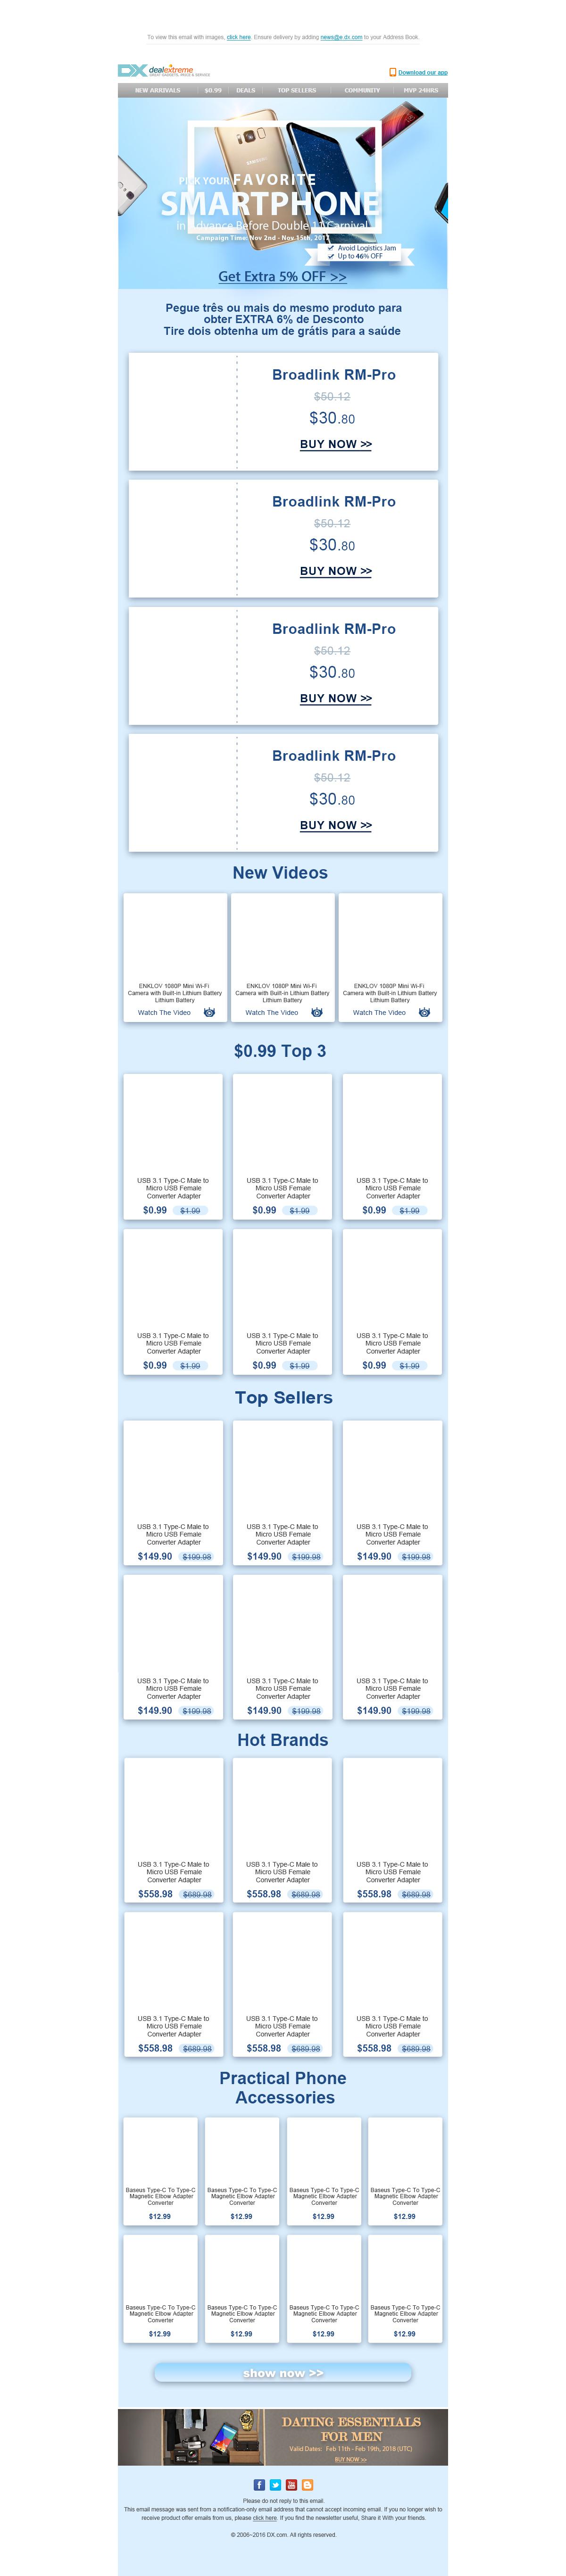 To view this email with images, click here. Ensure delivery by adding news@e.dx.com to your Address Book.
DX dealextreme
GREAT GADGETS, PRICE & SERVICE
Download our app
NEW ARRIVALS $0.99 DEALS TOP SELLERS COMMUNITY MVP 24HRS
PICK YOUR FAVORITE
SMARTPHONE
in Advance Before Double 11 Carnival
Campaign Time: Nov 2nd - Nov 15th, 2017
Avoid Logistics Jam
Up to 46% OFF
Get Extra 5% OFF >>
Pegue três ou mais do mesmo produto para
obter EXTRA 6% de Desconto
Tire dois obtenha um de grátis para a saúde
Broadlink RM-Pro
$50.12
$30.80
BUY NOW >>
Broadlink RM-Pro
$50.12
$30.80
BUY NOW >>
Broadlink RM-Pro
$50.12
$30.80
BUY NOW >>
Broadlink RM-Pro
$50.12
$30.80
BUY NOW >>
New Videos
ENKLOV 1080P Mini Wi-Fi ENKLOV 1080P Mini Wi-Fi ENKLOV 1080P Mini Wi-Fi
Camera with Built-in Lithium Battery Camera with Built-in Lithium Battery Camera with Built-in Lithium Battery
Lithium Battery Lithium Battery Lithium Battery
Watch The Video Watch The Video Watch The Video
$0.99 Top 3
USB 3.1 Type-C Male to USB 3.1 Type-C Male to USB 3.1 Type-C Male to
Micro USB Female Micro USB Female Micro USB Female
Converter Adapter Converter Adapter Converter Adapter
$0.99 $1.99 $0.99 $1.99 $0.99 $1.99
USB 3.1 Type-C Male to USB 3.1 Type-C Male to USB 3.1 Type-C Male to
Micro USB Female Micro USB Female Micro USB Female
Converter Adapter Converter Adapter Converter Adapter
$0.99 $1.99 $0.99 $1.99 $0.99 $1.99
Top Sellers
USB 3.1 Type-C Male to USB 3.1 Type-C Male to USB 3.1 Type-C Male to
Micro USB Female Micro USB Female Micro USB Female
Converter Adapter Converter Adapter Converter Adapter
$149.90 $199.98 $149.90 $199.98 $149.90 $199.98
USB 3.1 Type-C Male to USB 3.1 Type-C Male to USB 3.1 Type-C Male to
Micro USB Female Micro USB Female Micro USB Female
Converter Adapter Converter Adapter Converter Adapter
$149.90 $199.98 $149.90 $199.98 $149.90 $199.98
Hot Brands
USB 3.1 Type-C Male to USB 3.1 Type-C Male to USB 3.1 Type-C Male to
Micro USB Female Micro USB Female Micro USB Female
Converter Adapter Converter Adapter Converter Adapter
$558.98 $689.98 $558.98 $689.98 $558.98 $689.98
USB 3.1 Type-C Male to USB 3.1 Type-C Male to USB 3.1 Type-C Male to
Micro USB Female Micro USB Female Micro USB Female
Converter Adapter Converter Adapter Converter Adapter
$558.98 $689.98 $558.98 $689.98 $558.98 $689.98
Practical Phone
Accessories
Baseus Type-C To Type-C Baseus Type-C To Type-C Baseus Type-C To Type-C Baseus Type-C To Type-C
Magnetic Elbow Adapter Magnetic Elbow Adapter Magnetic Elbow Adapter Magnetic Elbow Adapter
Converter Converter Converter Converter
$12.99 $12.99 $12.99 $12.99
Baseus Type-C To Type-C Baseus Type-C To Type-C Baseus Type-C To Type-C Baseus Type-C To Type-C
Magnetic Elbow Adapter Magnetic Elbow Adapter Magnetic Elbow Adapter Magnetic Elbow Adapter
Converter Converter Converter Converter
$12.99 $12.99 $12.99 $12.99
show now >>
DATING ESSENTIALS
FOR MEN
Valid Dates: Feb 11th - Feb 19th, 2016 (UTC)
BUY NOW >>
Please do not reply to this email.
This email message was sent from a notification-only email address that cannot accept incoming email. If you no longer wish to
receive product offer emails from us, please click here. If you find the newsletter useful, Share it With your friends.
© 2006–2016 DX.com. All rights reserved.